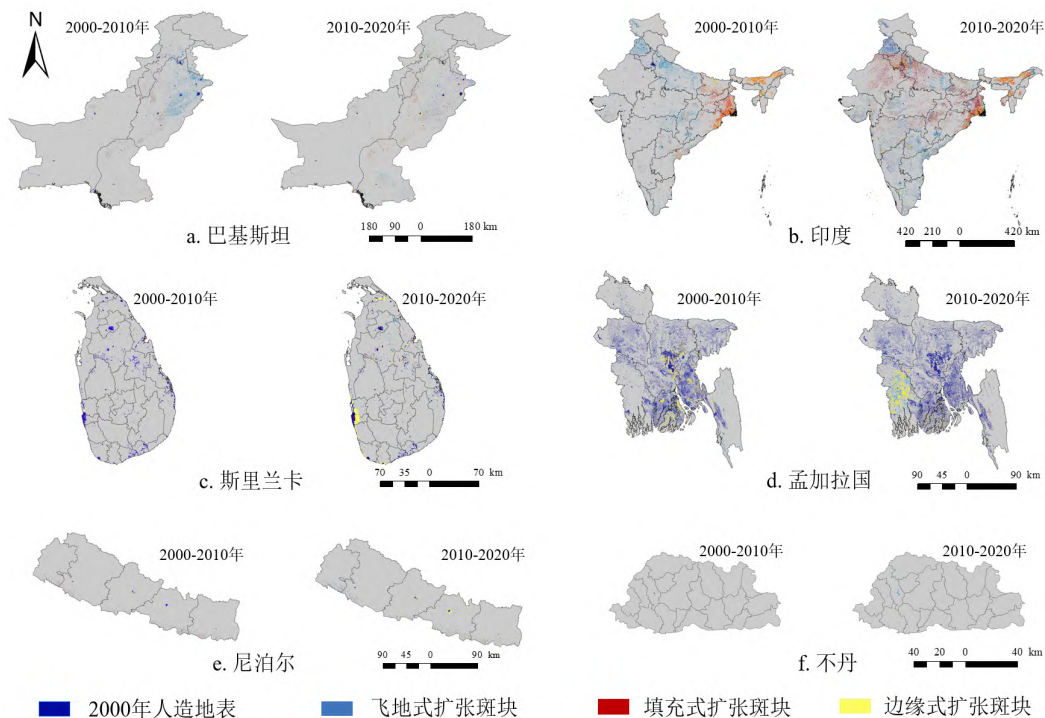 N
2000-2010年
2010-2020年
180 90 0 180 km
a. 巴基斯坦
2000-2010年
2010-2020年
420 210 0 420 km
b. 印度
2000-2010年
2010-2020年
70 35 0 70 km
c. 斯里兰卡
2000-2010年
2010-2020年
90 45 0 90 km
d. 孟加拉国
2000-2010年
2010-2020年
90 45 0 90 km
e. 尼泊尔
2000-2010年
2010-2020年
40 20 0 40 km
f. 不丹
2000年人造地表
飞地式扩张斑块
填充式扩张斑块
边缘式扩张斑块